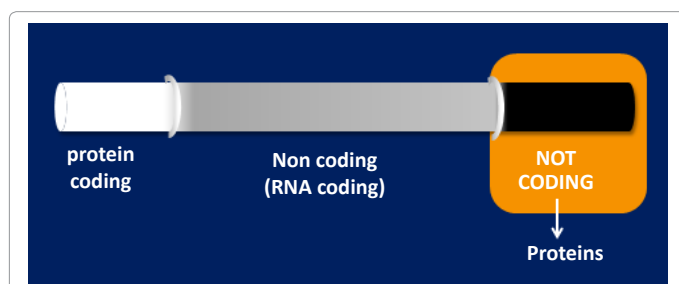 protein
coding
Non coding
(RNA coding)
NOT
CODING
Proteins